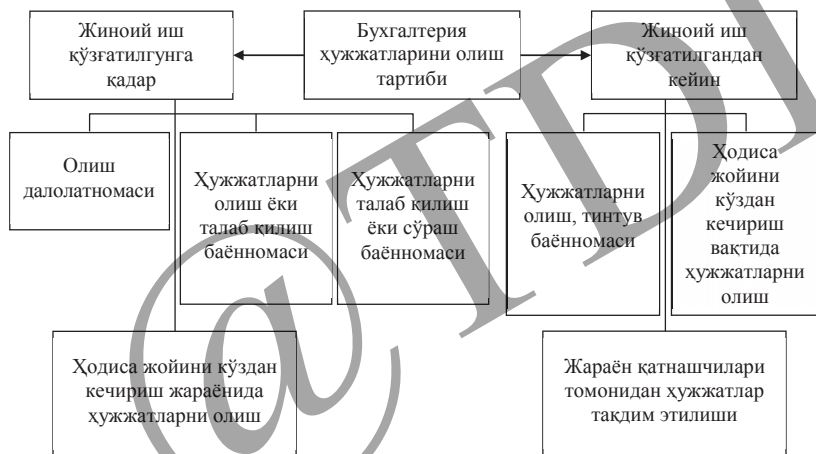 Жиноий иш
қўзғатилгунга
қадар
Бухгалтерия
ҳужжатларини олиш
тартиби
Жиноий иш
қўзғатилгандан
кейин
Олиш
далолатномаси
Ҳужжатларни
олиш ёки
талаб қилиш
баённомаси
Ҳужжатларни
талаб қилиш
ёки сўраш
баённомаси
Ҳужжатларни
олиш, тинтув
баённомаси
Ҳодиса
жойини
кўздан
кечириш
вақтида
ҳужжатларни
олиш
Ҳодиса жойини кўздан
кечириш жараёнида
ҳужжатларни олиш
Жараён қатнашчилари
томонидан ҳужжатлар
тақдим этилиши